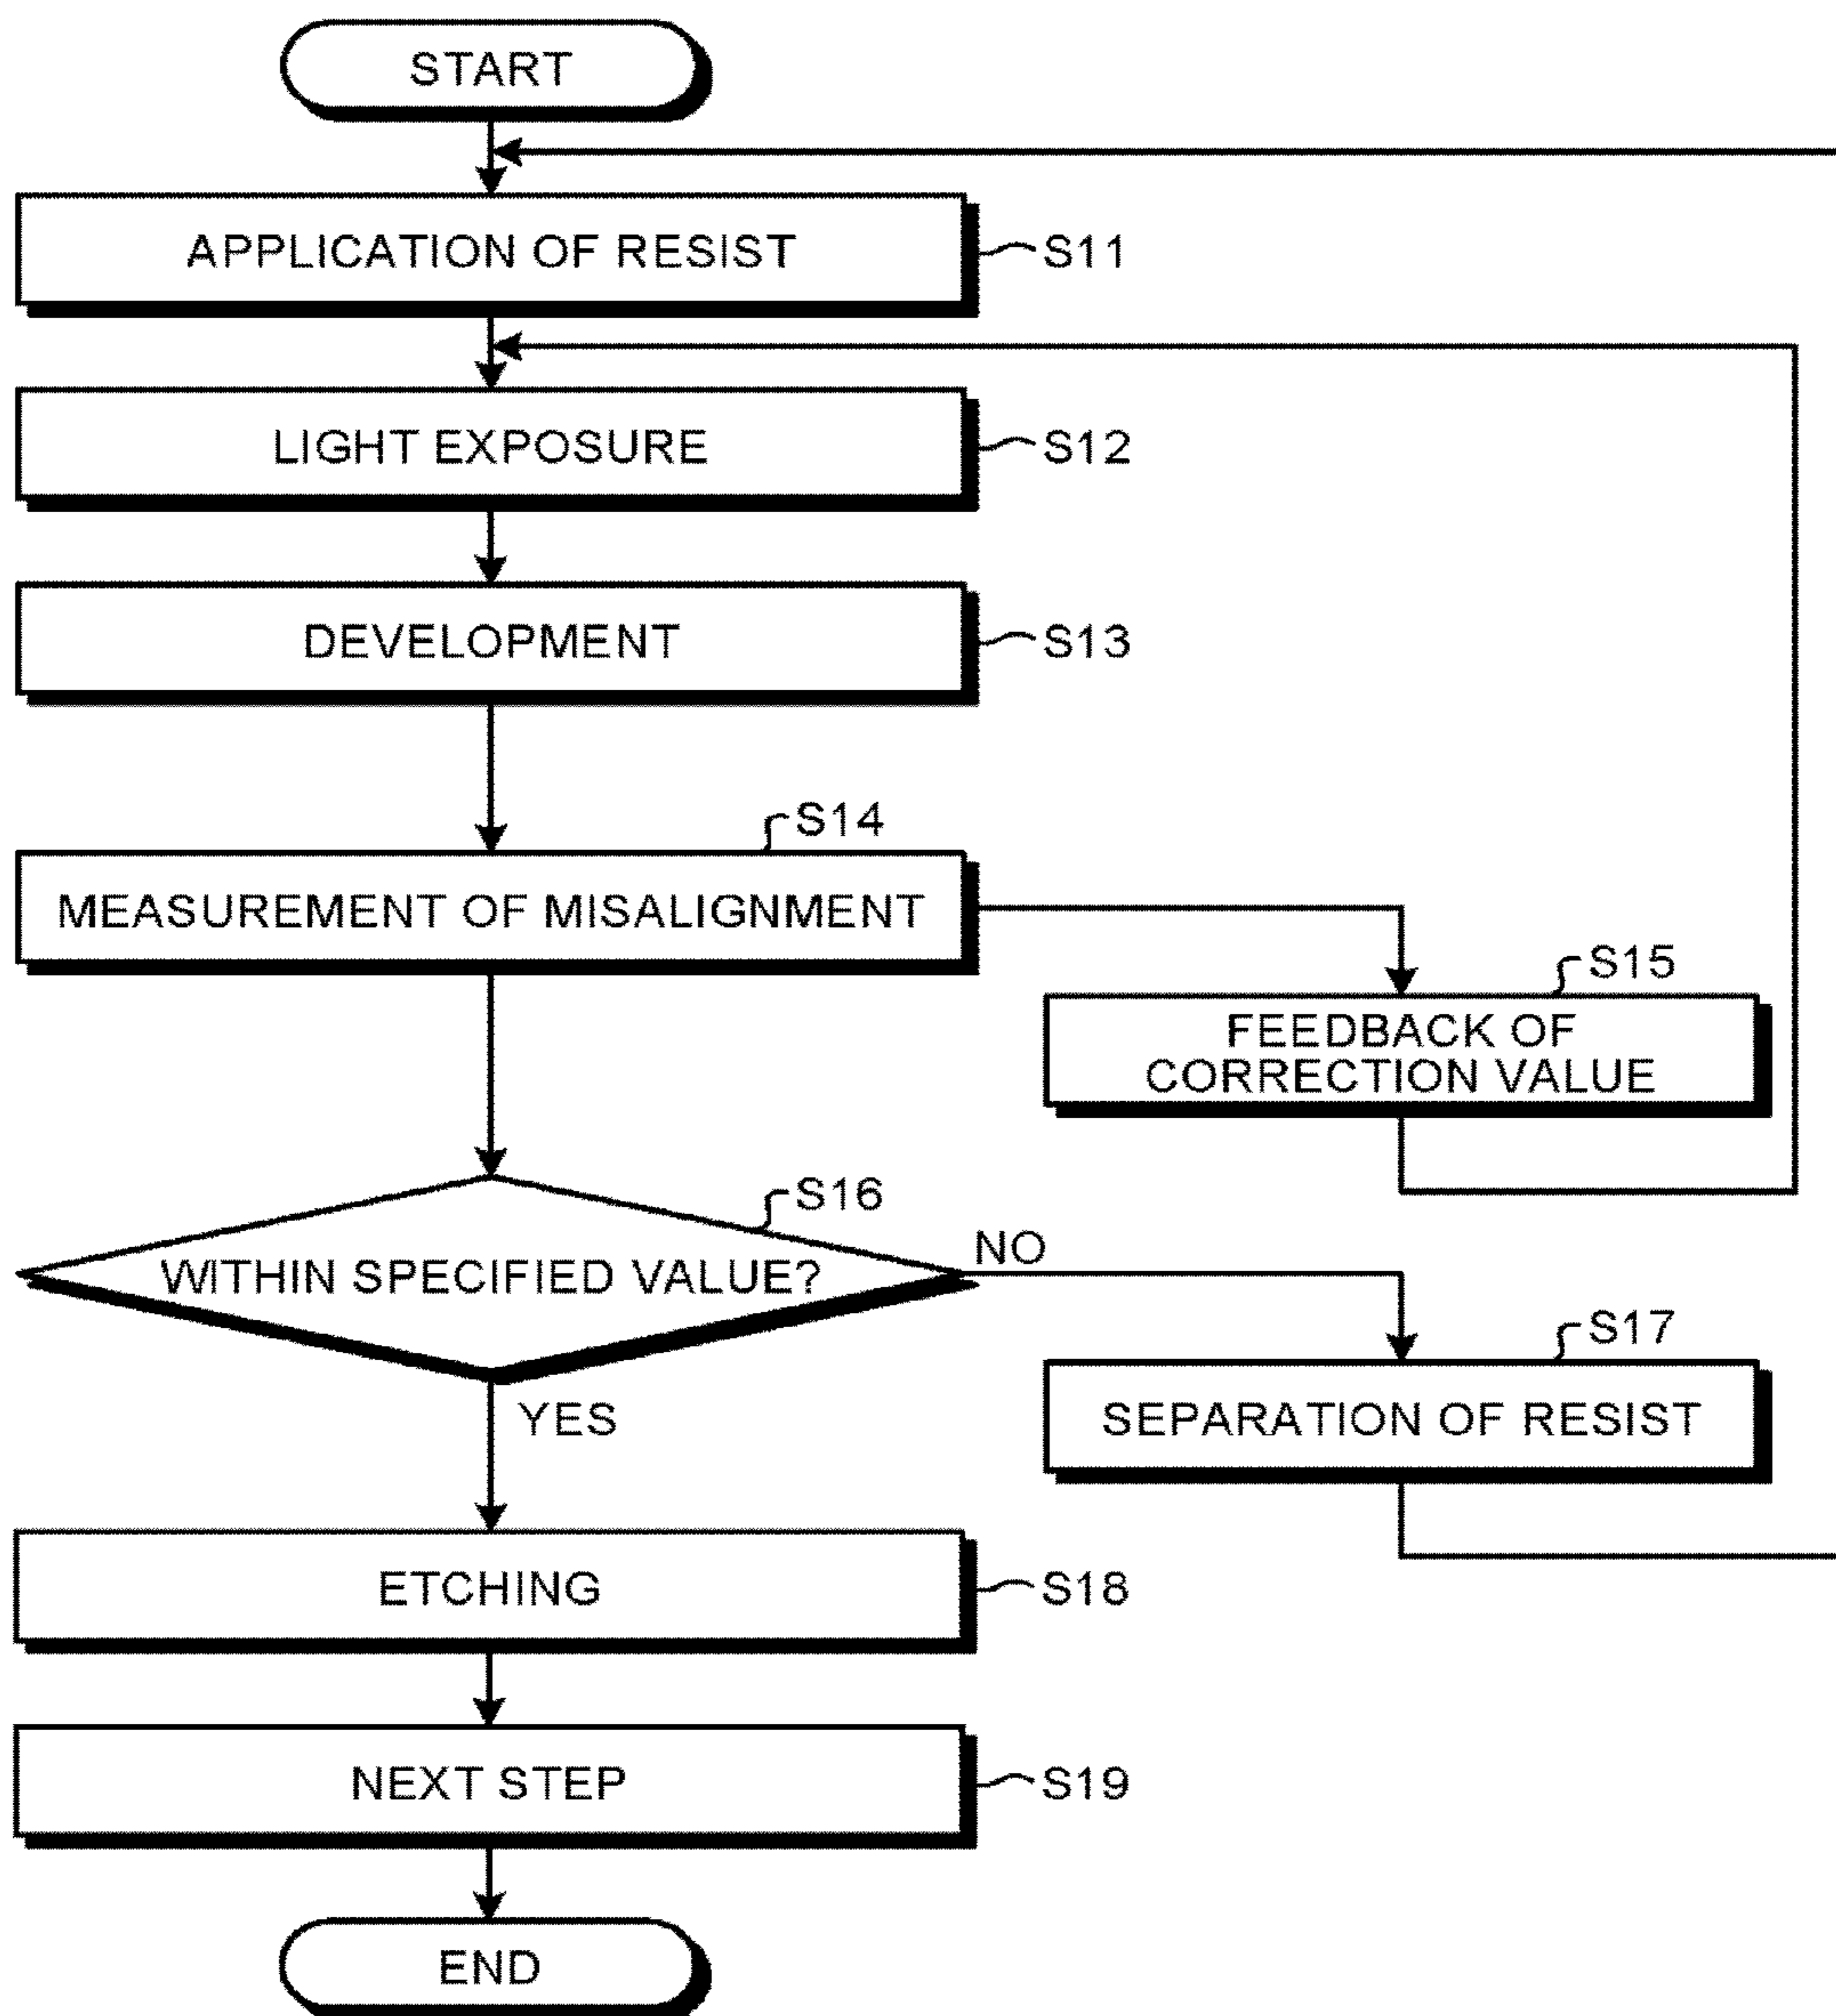 START
APPLICATION OF RESIST
S11
LIGHT EXPOSURE
S12
DEVELOPMENT
S13
S14
MEASUREMENT OF MISALIGNMENT
S15
FEEDBACK OF
CORRECTION VALUE
S16
WITHIN SPECIFIED VALUE?
NO
S17
SEPARATION OF RESIST
YES
ETCHING
S18
NEXT STEP
S19
END